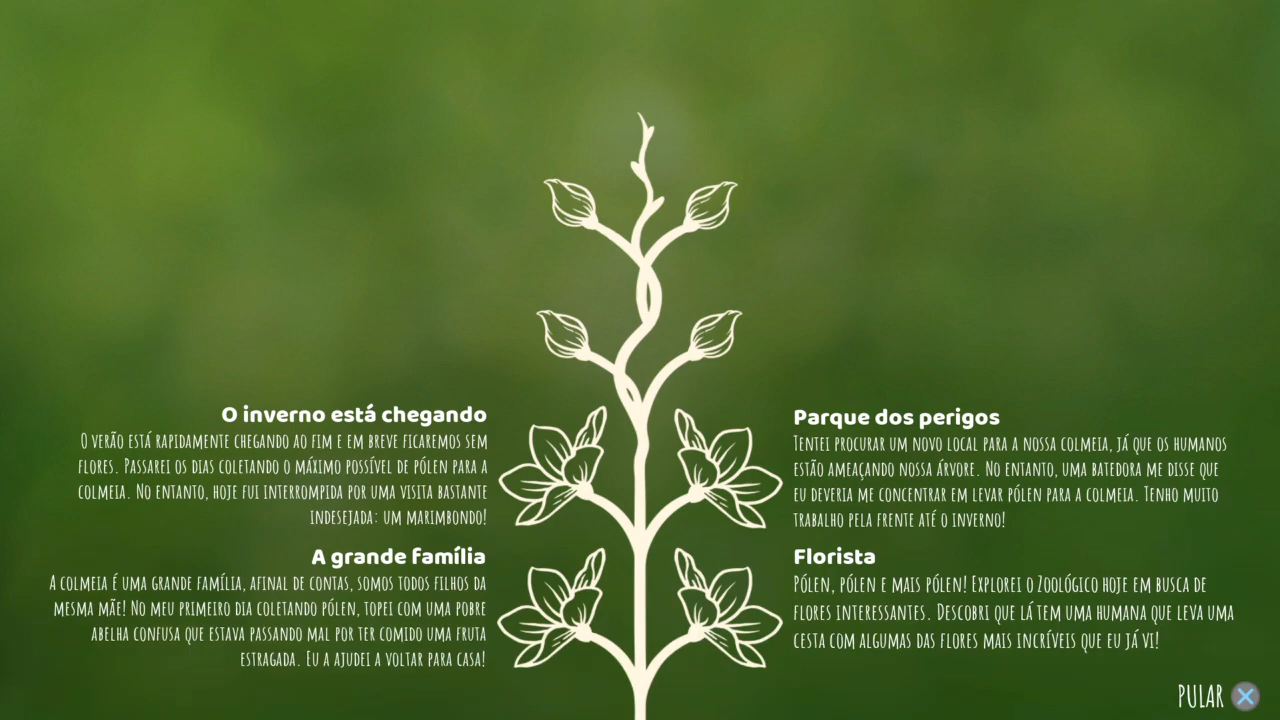 O inverno está chegando
O VERÃO ESTÁ RAPIDAMENTE CHEGANDO AO FIM E EM BREVE FICAREMOS SEM
FLORES. PASSAREI OS DIAS COLETANDO O MÁXIMO POSSÍVEL DE PÓLEN PARA A
COLMEIA. NO ENTANTO, HOJE FUI INTERROMPIDA POR UMA VISITA BASTANTE
INDESEJADA: UM MARIMBONDO!
A grande família
A COLMEIA É UMA GRANDE FAMÍLIA, AFINAL DE CONTAS, SOMOS TODOS FILHOS DA
MESMA MÃE! NO MEU PRIMEIRO DIA COLETANDO PÓLEN, TOPEI COM UMA POBRE
ABELHA CONFUSA QUE ESTAVA PASSANDO MAL POR TER COMIDO UMA FRUTA
ESTRAGADA. EU A AJUDEI A VOLTAR PARA CASA!
Parque dos perigos
TENTEI PROCURAR UM NOVO LOCAL PARA A NOSSA COLMEIA, JÁ QUE OS HUMANOS
ESTÃO AMEAÇANDO NOSSA ÁRVORE. NO ENTANTO, UMA BATEDORA ME DISSE QUE
EU DEVERIA ME CONCENTRAR EM LEVAR PÓLEN PARA A COLMEIA. TENHO MUITO
TRABALHO PELA FRENTE ATÉ O INVERNO!
Florista
PÓLEN, PÓLEN E MAIS PÓLEN! EXPLOREI O ZOOLÓGICO HOJE EM BUSCA DE
FLORES INTERESSANTES. DESCOBRI QUE LÁ TEM UMA HUMANA QUE LEVA UMA
CESTA COM ALGUMAS DAS FLORES MAIS INCRÍVEIS QUE EU JÁ VI!
PULAR